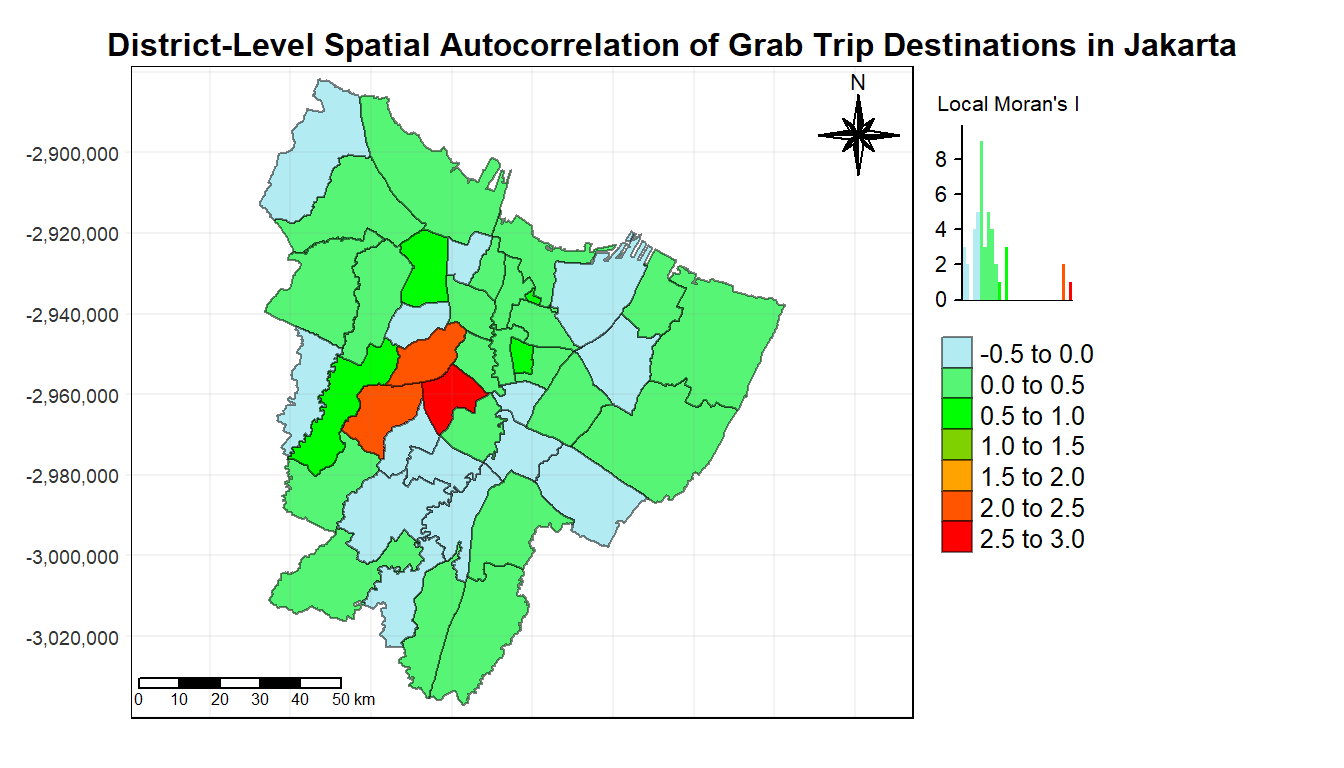 District-Level Spatial Autocorrelation of Grab Trip Destinations in Jakarta
N
-2,900,000
-2,920,000
-2,940,000
-2,960,000
-2,980,000
-3,000,000
-3,020,000
0 10 20 30 40 50 km
Local Moran's I
8
6
4
2
0
-0.5 to 0.0
0.0 to 0.5
0.5 to 1.0
1.0 to 1.5
1.5 to 2.0
2.0 to 2.5
2.5 to 3.0